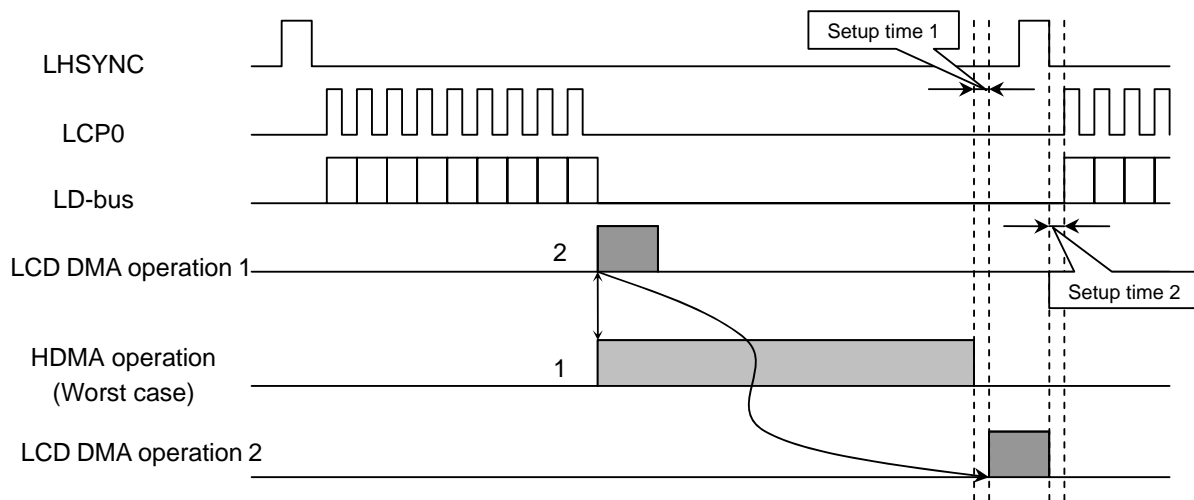 Setup time 1
LHSYNC
LCP0
LD-bus
2
LCD DMA operation 1
Setup time 2
HDMA operation
(Worst case)
1
LCD DMA operation 2